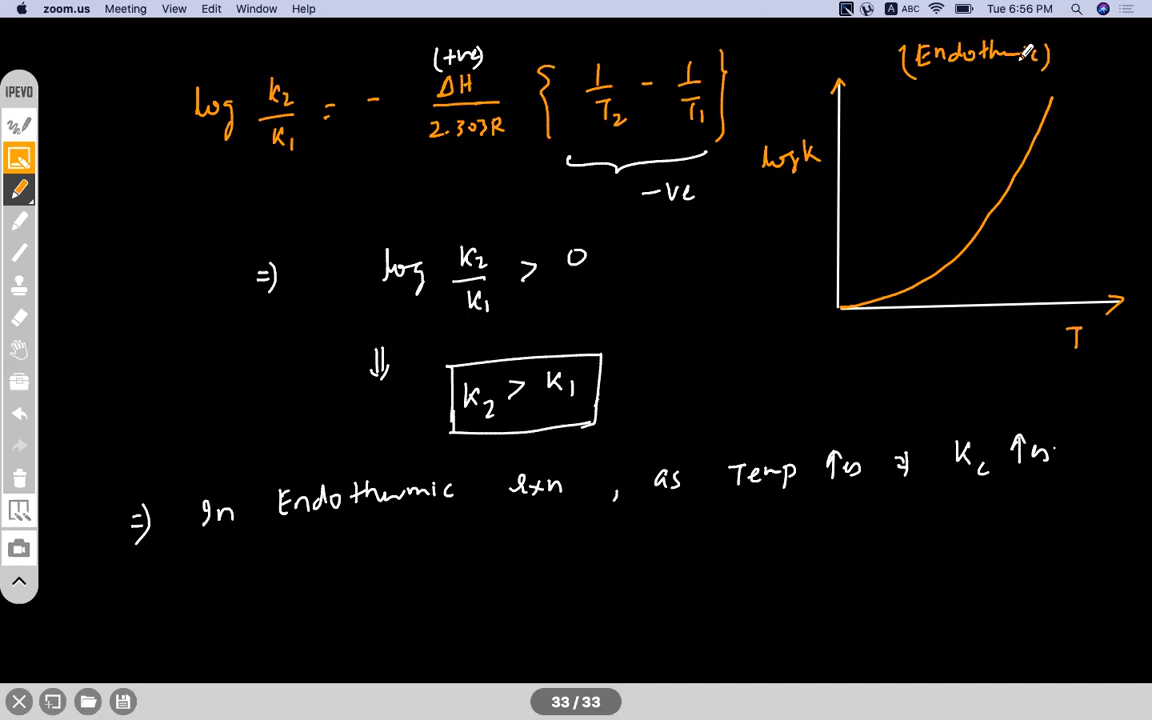 zoom.us Meeting View Edit Window Help ABC Tue 6:56 PM
IPEVO
(+ve)
log K2/K1 = - ΔH/2.303R { 1/T2 - 1/T1 }
-ve
(Endothermic)
log K
T
=) log K2/K1 > 0
⇓
K2 > K1
=) In Endothermic rxn , as Temp ↑es ⇒ Kc ↑es.
33 / 33